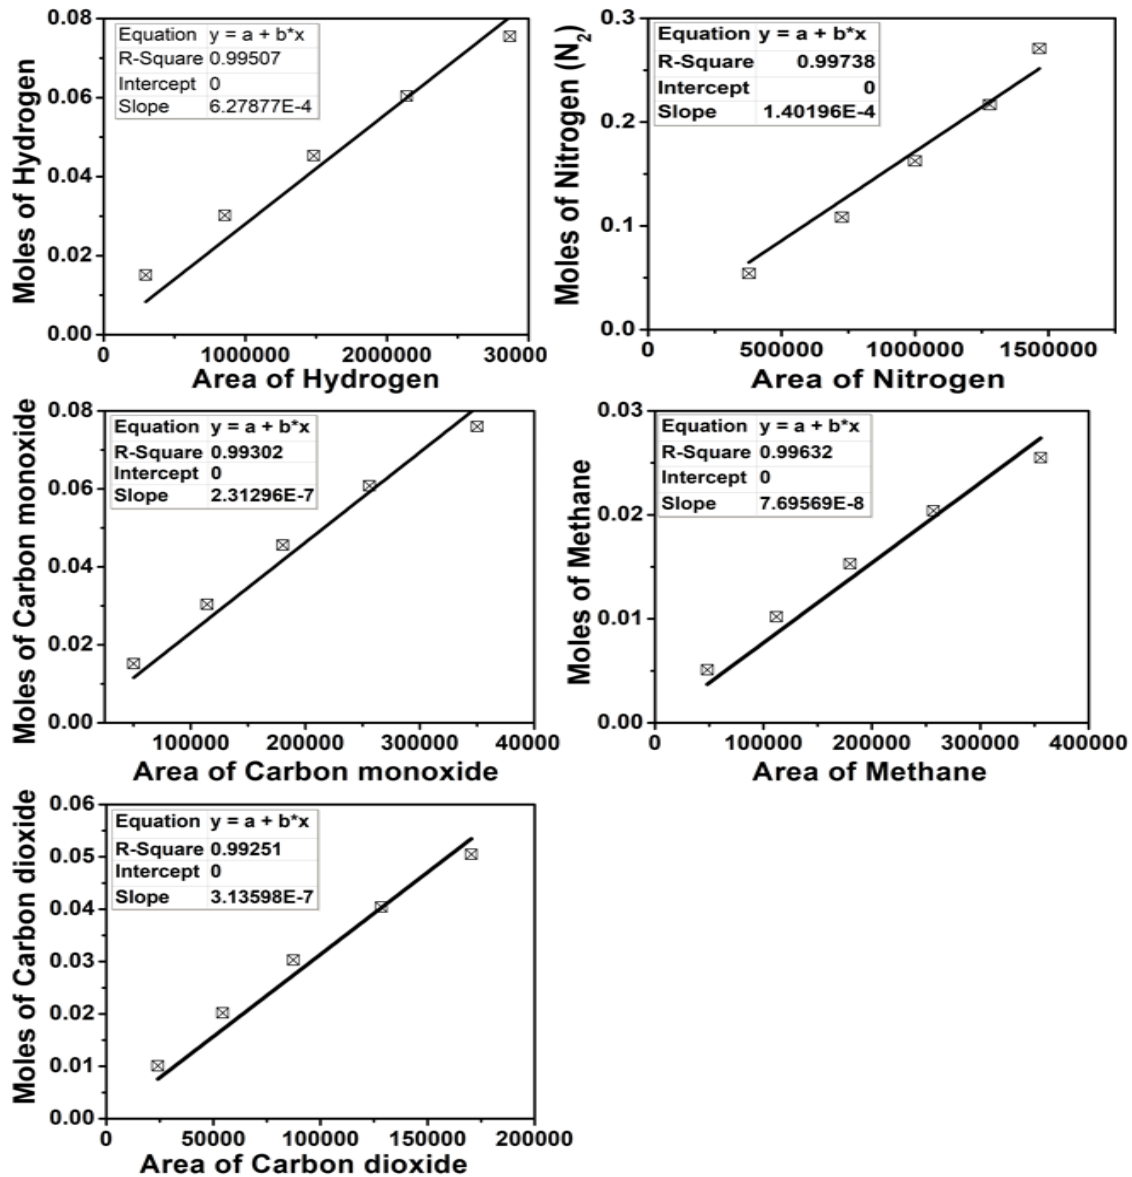 Equation y = a + b*x
R-Square 0.99507
Intercept 0
Slope 6.27877E-4
0.08
0.06
0.04
0.02
0.00
Moles of Hydrogen
0 1000000 2000000 30000
Area of Hydrogen
Equation y = a + b*x
R-Square 0.99738
Intercept 0
Slope 1.40196E-4
0.3
0.2
0.1
0.0
Moles of Nitrogen (N2)
0 500000 1000000 1500000
Area of Nitrogen
Equation y = a + b*x
R-Square 0.99302
Intercept 0
Slope 2.31296E-7
0.08
0.06
0.04
0.02
0.00
Moles of Carbon monoxide
100000 200000 300000 40000
Area of Carbon monoxide
Equation y = a + b*x
R-Square 0.99632
Intercept 0
Slope 7.69569E-8
0.03
0.02
0.01
0.00
Moles of Methane
0 100000 200000 300000 400000
Area of Methane
Equation y = a + b*x
R-Square 0.99251
Intercept 0
Slope 3.13598E-7
0.06
0.05
0.04
0.03
0.02
0.01
0.00
Moles of Carbon dioxide
0 50000 100000 150000 200000
Area of Carbon dioxide